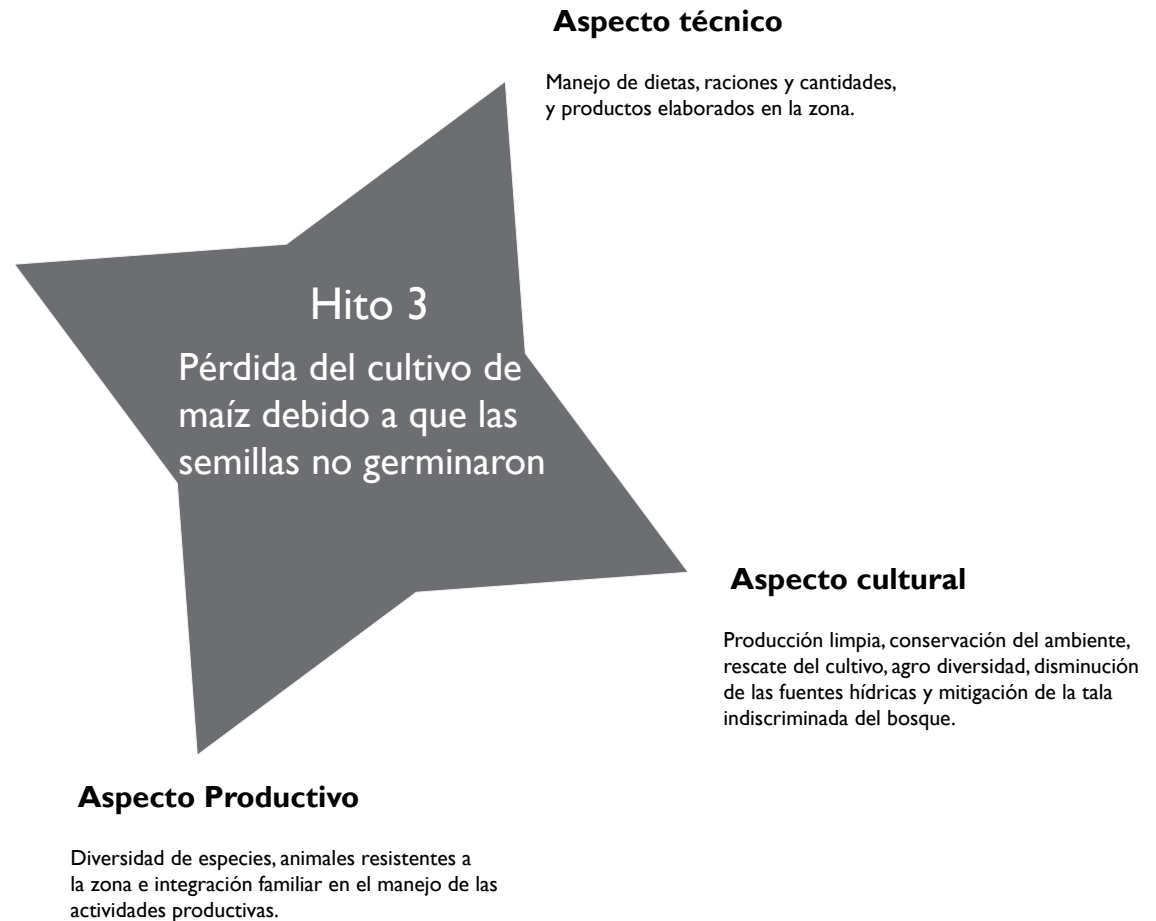 Aspecto técnico
Manejo de dietas, raciones y cantidades,
y productos elaborados en la zona.
Hito 3
Pérdida del cultivo de
maíz debido a que las
semillas no germinaron
Aspecto cultural
Producción limpia, conservación del ambiente,
rescate del cultivo, agro diversidad, disminución
de las fuentes hídricas y mitigación de la tala
indiscriminada del bosque.
Aspecto Productivo
Diversidad de especies, animales resistentes a
la zona e integración familiar en el manejo de las
actividades productivas.